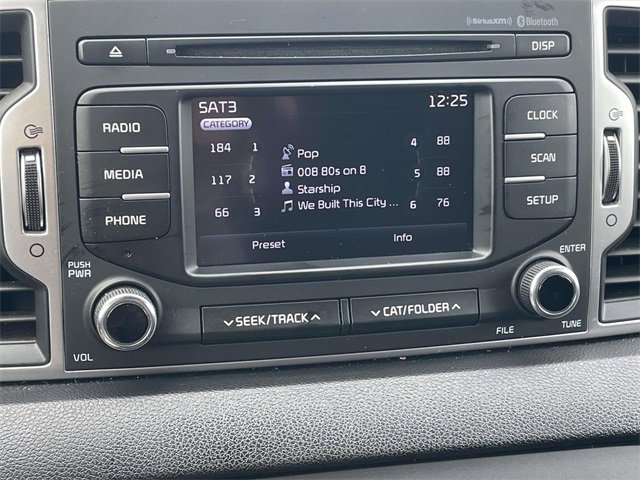 ((SiriusXM)) Bluetooth
DISP
SAT3 12:25
CATEGORY
RADIO
MEDIA
PHONE
184 1
117 2
66 3
Pop
008 80s on 8
Starship
We Built This City ...
4 88
5 88
6 76
Preset Info
CLOCK
SCAN
SETUP
PUSH
PWR
VOL
SEEK/TRACK
CAT/FOLDER
ENTER
FILE TUNE